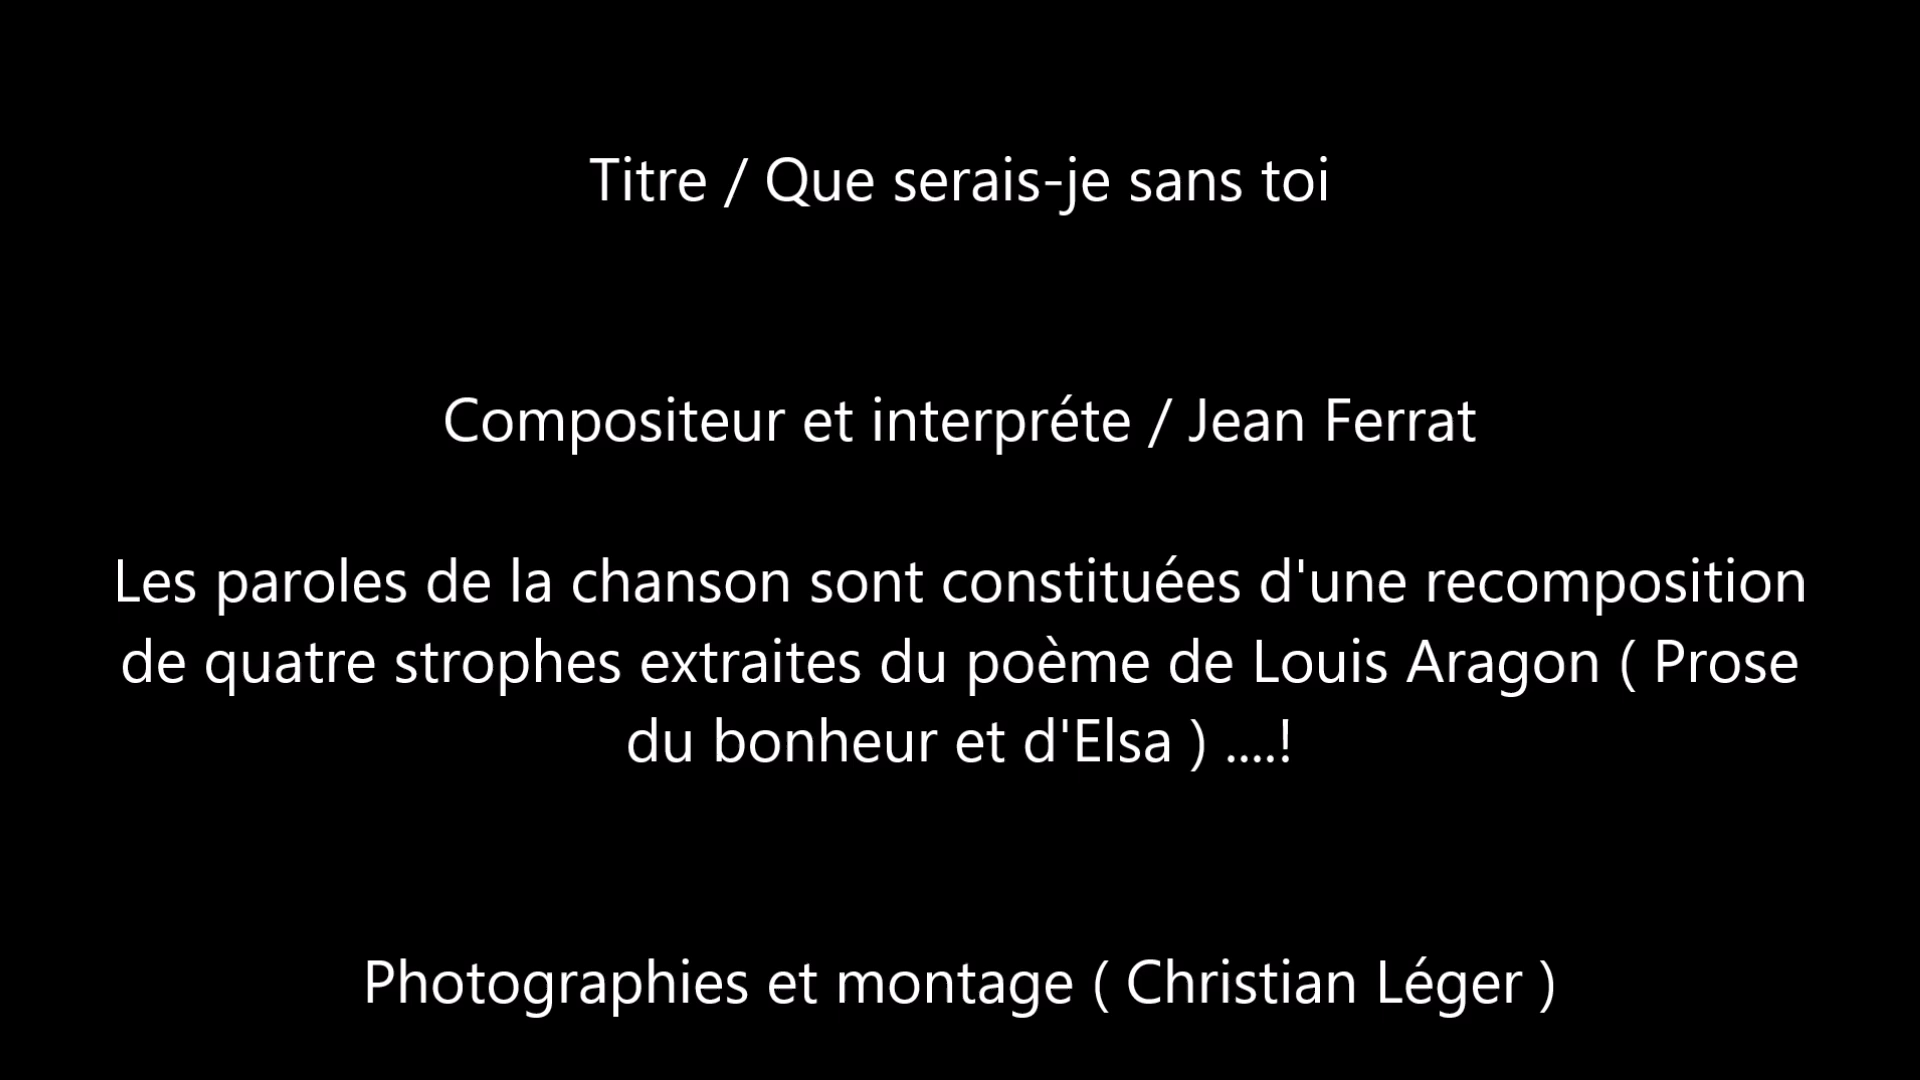 Titre / Que serais-je sans toi
Compositeur et interpréte / Jean Ferrat
Les paroles de la chanson sont constituées d'une recomposition
de quatre strophes extraites du poème de Louis Aragon ( Prose
du bonheur et d'Elsa ) ....!
Photographies et montage ( Christian Léger )